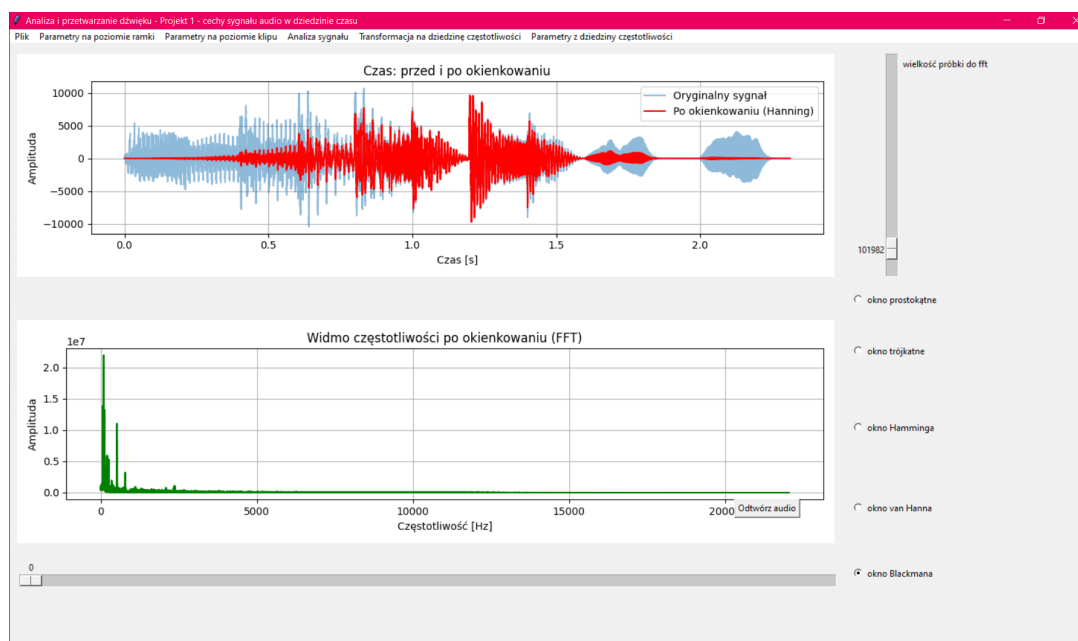 Analiza i przetwarzanie dźwięku - Projekt 1 - cechy sygnału audio w dziedzinie czasu
Plik Parametry na poziomie ramki Parametry na poziomie klipu Analiza sygnału Transformacja na dziedzinę częstotliwości Parametry z dziedziny częstotliwości
Czas: przed i po okienkowaniu
Amplituda
10000
5000
0
−5000
−10000
Oryginalny sygnał
Po okienkowaniu (Hanning)
0.0 0.5 1.0 1.5 2.0
Czas [s]
wielkość próbki do fft
101982
Widmo częstotliwości po okienkowaniu (FFT)
1e7
Amplituda
2.0
1.5
1.0
0.5
0.0
0 5000 10000 15000
Częstotliwość [Hz]
Odtwórz audio
0
okno prostokątne
okno trójkatne
okno Hamminga
okno van Hanna
okno Blackmana